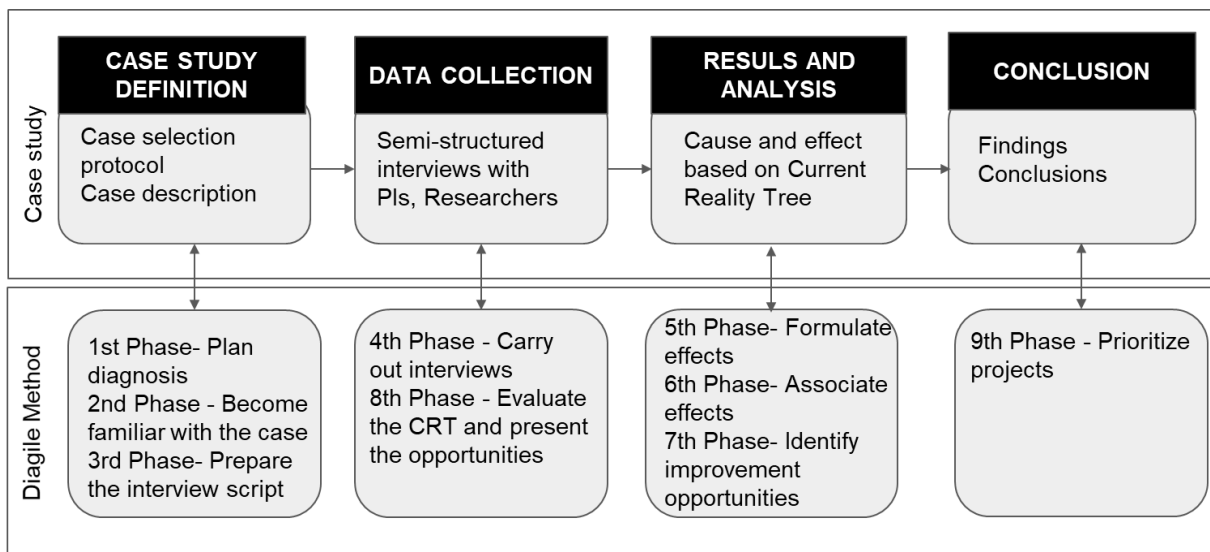 Case study
CASE STUDY
DEFINITION
Case selection
protocol
Case description
DATA COLLECTION
Semi-structured
interviews with
PIs, Researchers
RESULS AND
ANALYSIS
Cause and effect
based on Current
Reality Tree
CONCLUSION
Findings
Conclusions
Diagile Method
1st Phase- Plan
diagnosis
2nd Phase - Become
familiar with the case
3rd Phase- Prepare
the interview script
4th Phase - Carry
out interviews
8th Phase - Evaluate
the CRT and present
the opportunities
5th Phase- Formulate
effects
6th Phase- Associate
effects
7th Phase- Identify
improvement
opportunities
9th Phase - Prioritize
projects